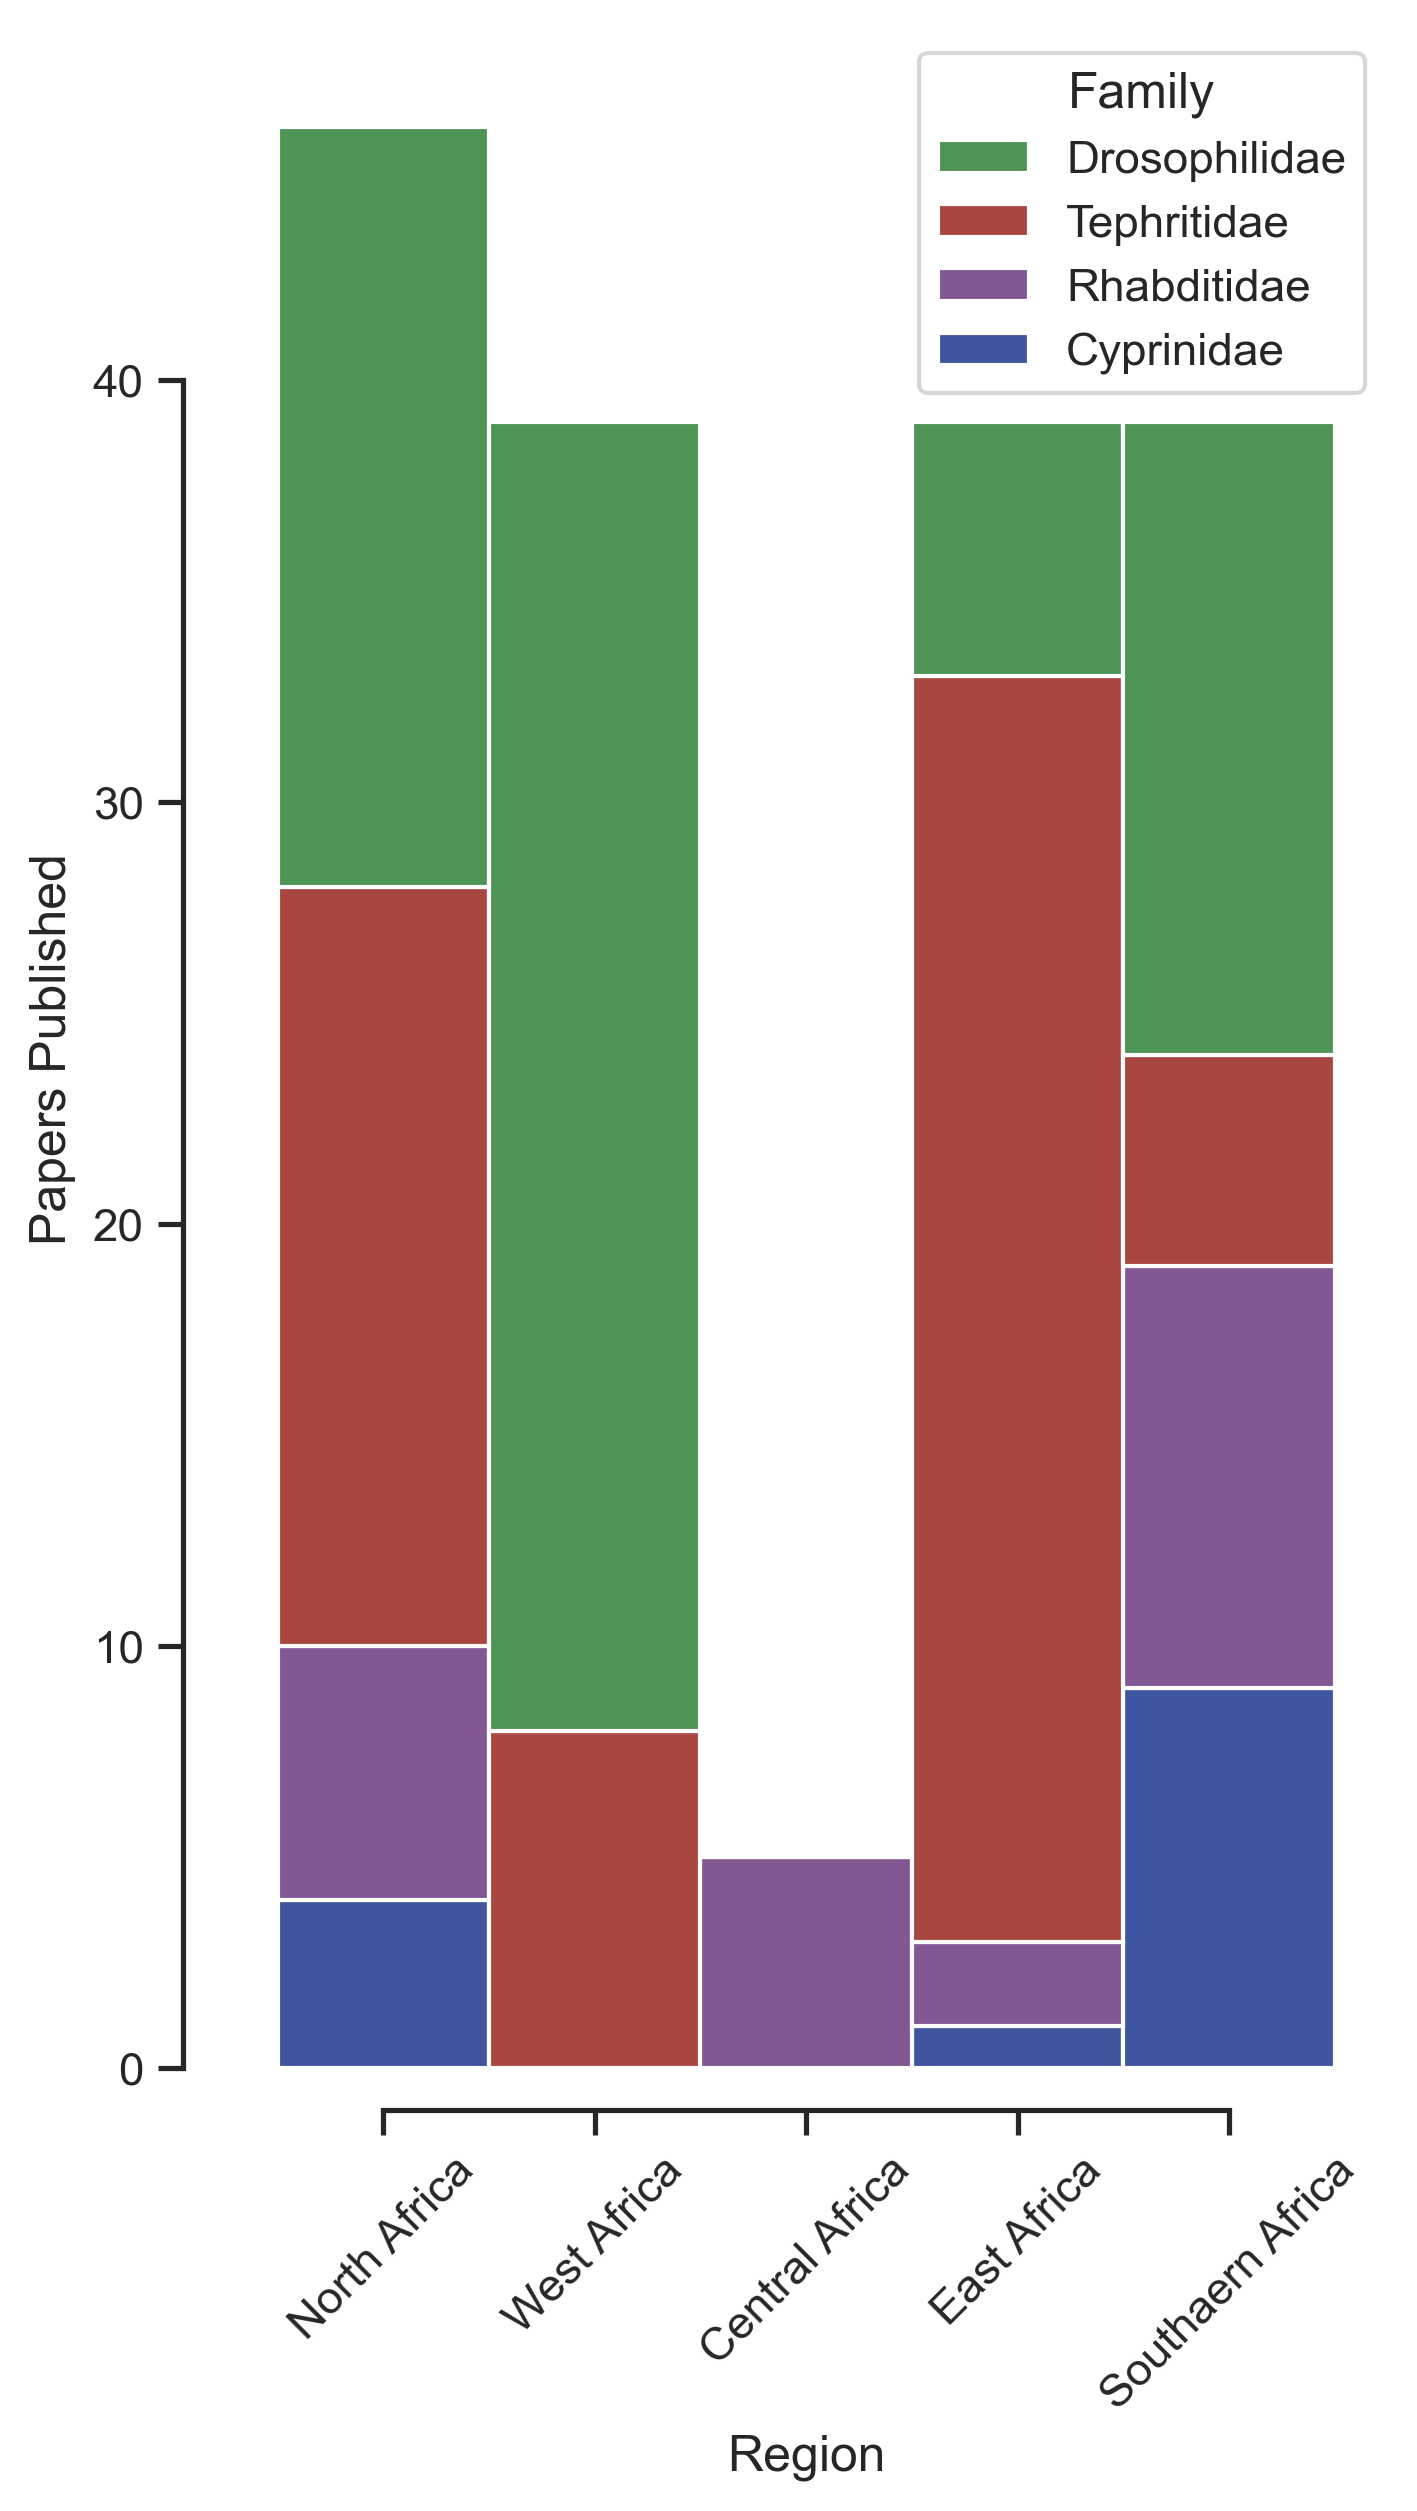 Family
Drosophilidae
Tephritidae
Rhabditidae
Cyprinidae
40
30
20
10
0
Papers Published
North Africa
West Africa
Central Africa
East Africa
Southaern Africa
Region